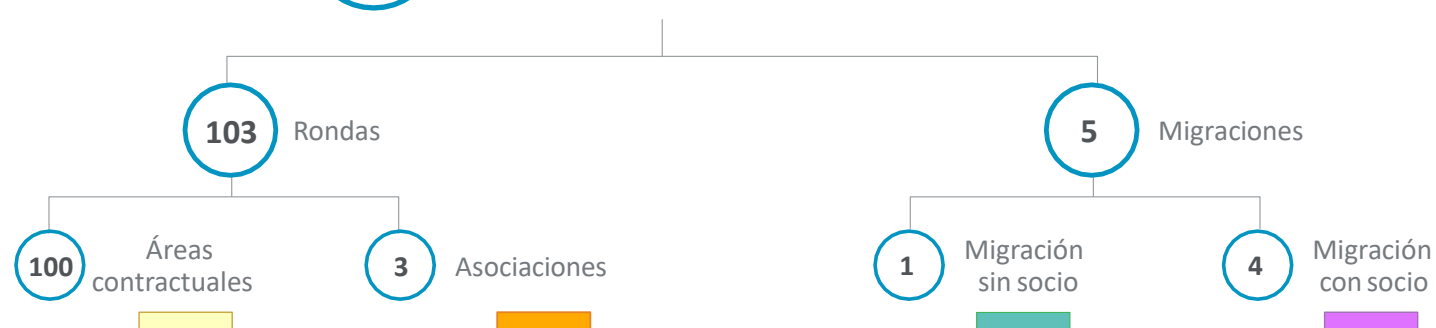 103 Rondas
5 Migraciones
100 Áreas
contractuales
3 Asociaciones
1 Migración
sin socio
4 Migración
con socio